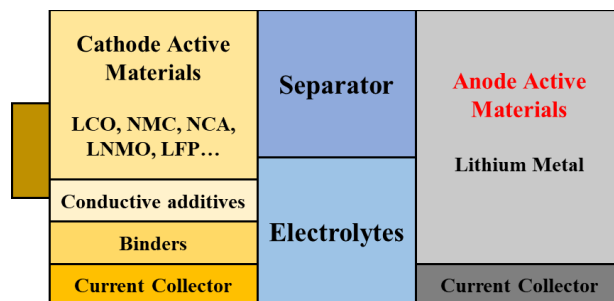 Cathode Active
Materials
LCO, NMC, NCA,
LNMO, LFP...
Conductive additives
Binders
Current Collector
Separator
Electrolytes
Anode Active
Materials
Lithium Metal
Current Collector